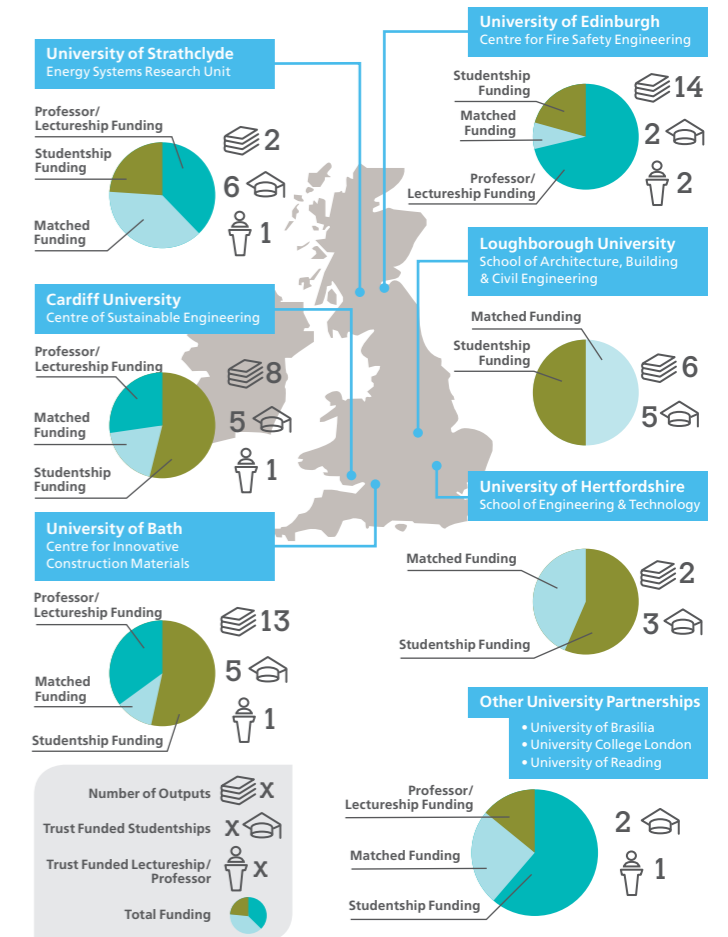 University of Strathclyde
Energy Systems Research Unit
Professor/
Lectureship Funding
Studentship
Funding
Matched
Funding
2
6
1
University of Edinburgh
Centre for Fire Safety Engineering
Studentship
Funding
Matched
Funding
Professor/
Lectureship Funding
14
2
2
Cardiff University
Centre of Sustainable Engineering
Professor/
Lectureship Funding
Matched
Funding
Studentship
Funding
8
5
1
Loughborough University
School of Architecture, Building
& Civil Engineering
Matched Funding
Studentship
Funding
6
5
University of Bath
Centre for Innovative
Construction Materials
Professor/
Lectureship Funding
Matched
Funding
Studentship Funding
13
5
1
University of Hertfordshire
School of Engineering & Technology
Matched Funding
Studentship Funding
2
3
Other University Partnerships
• University of Brasilia
• University College London
• University of Reading
Professor/
Lectureship Funding
Matched Funding
Studentship Funding
2
1
Number of Outputs X
Trust Funded Studentships X
Trust Funded Lectureship/
Professor X
Total Funding